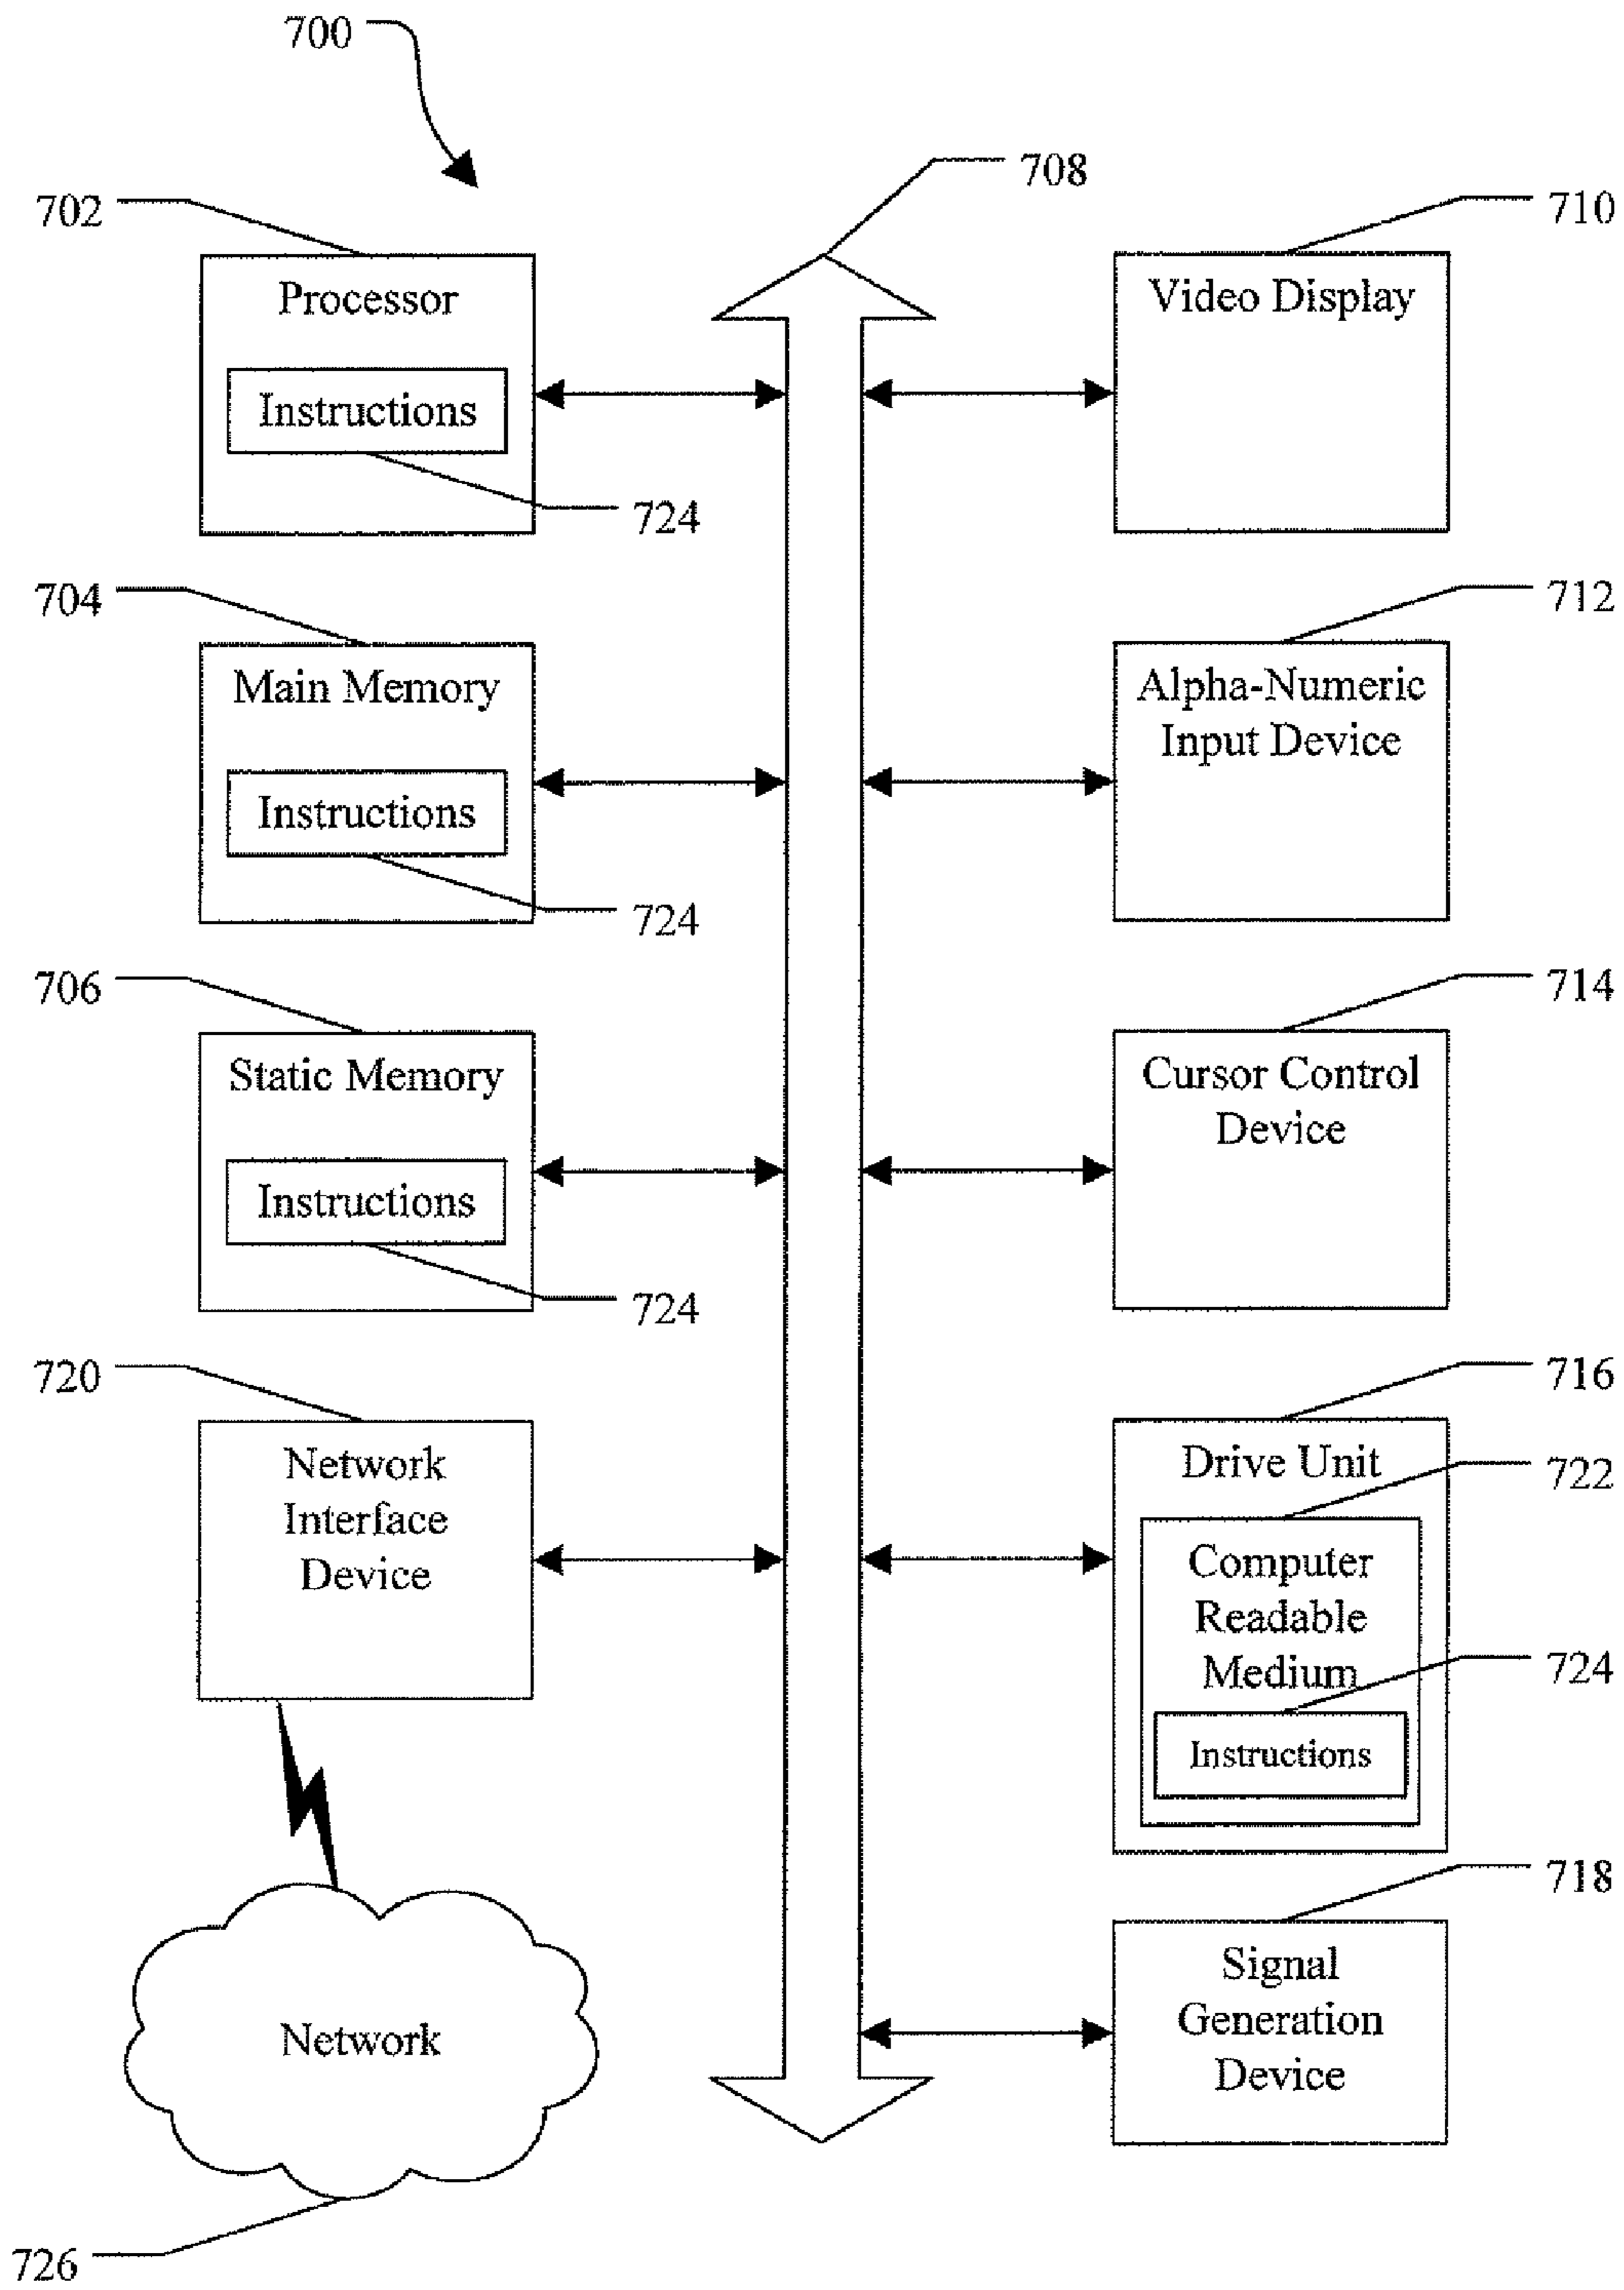 700
708
702
Processor
Instructions
724
710
Video Display
704
Main Memory
Instructions
724
712
Alpha-Numeric
Input Device
706
Static Memory
Instructions
724
714
Cursor Control
Device
720
Network
Interface
Device
716
Drive Unit
722
Computer
Readable
Medium
724
Instructions
718
Signal
Generation
Device
Network
726